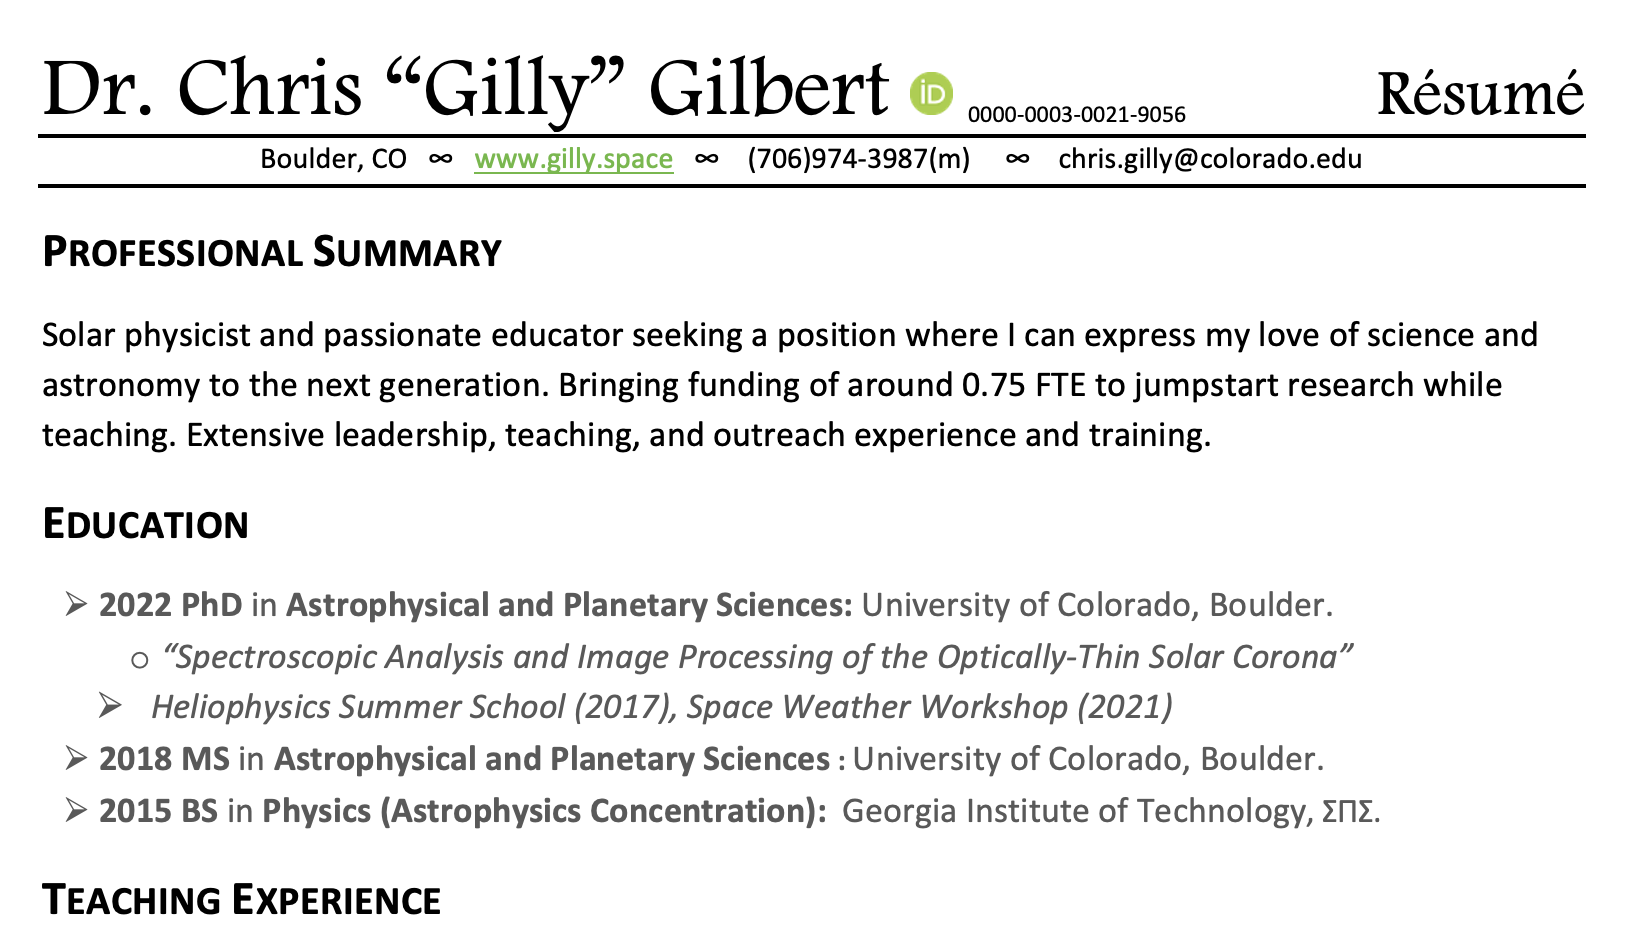 Dr. Chris “Gilly” Gilbert iD 0000-0003-0021-9056 Résumé
Boulder, CO ∞ www.gilly.space ∞ (706)974-3987(m) ∞ chris.gilly@colorado.edu
PROFESSIONAL SUMMARY
Solar physicist and passionate educator seeking a position where I can express my love of science and
astronomy to the next generation. Bringing funding of around 0.75 FTE to jumpstart research while
teaching. Extensive leadership, teaching, and outreach experience and training.
EDUCATION
➢ 2022 PhD in Astrophysical and Planetary Sciences: University of Colorado, Boulder.
○ “Spectroscopic Analysis and Image Processing of the Optically-Thin Solar Corona”
➢ Heliophysics Summer School (2017), Space Weather Workshop (2021)
➢ 2018 MS in Astrophysical and Planetary Sciences : University of Colorado, Boulder.
➢ 2015 BS in Physics (Astrophysics Concentration): Georgia Institute of Technology, ΣΠΣ.
TEACHING EXPERIENCE